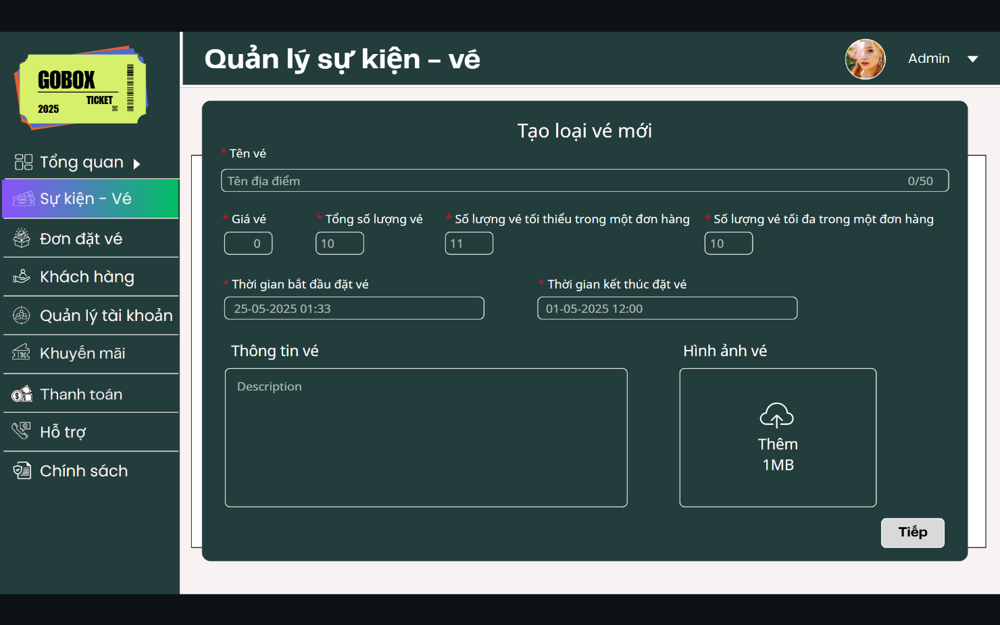 GOBOX
TICKET
2025
Tổng quan
Sự kiện - Vé
Đơn đặt vé
Khách hàng
Quản lý tài khoản
Khuyến mãi
Thanh toán
Hỗ trợ
Chính sách
Quản lý sự kiện – vé
Admin
Tạo loại vé mới
* Tên vé
Tên địa điểm 0/50
* Giá vé * Tổng số lượng vé * Số lượng vé tối thiểu trong một đơn hàng * Số lượng vé tối đa trong một đơn hàng
0 10 11 10
* Thời gian bắt đầu đặt vé * Thời gian kết thúc đặt vé
25-05-2025 01:33 01-05-2025 12:00
Thông tin vé Hình ảnh vé
Description
Thêm
1MB
Tiếp